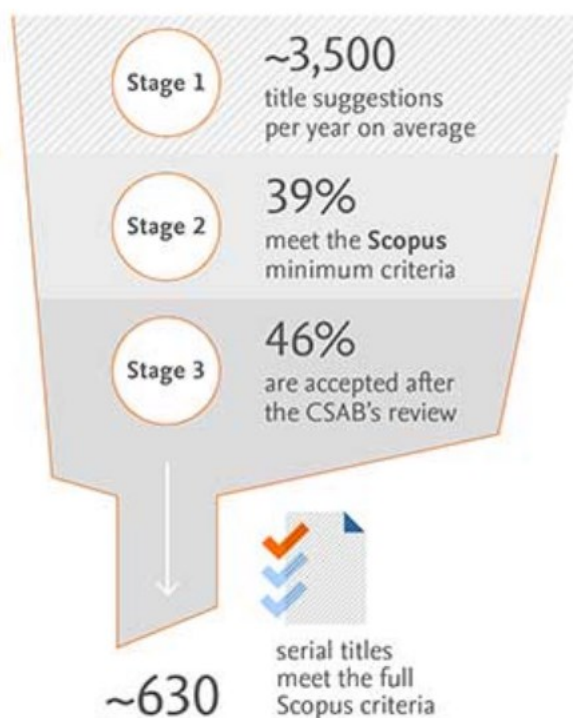 Stage 1
~3,500
title suggestions
per year on average
Stage 2
39%
meet the Scopus
minimum criteria
Stage 3
46%
are accepted after
the CSAB's review
~630
serial titles
meet the full
Scopus criteria